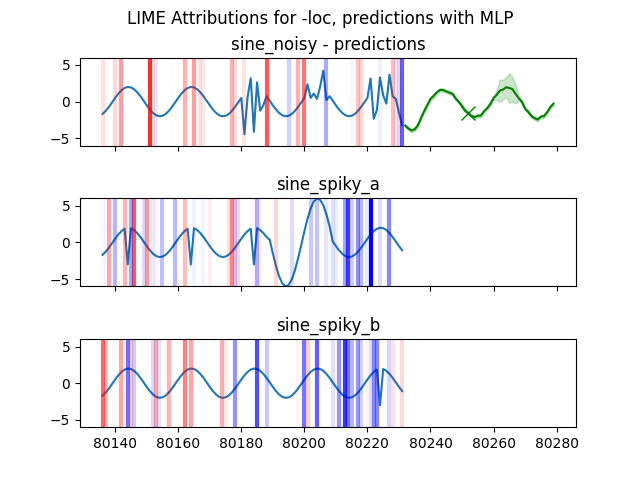 LIME Attributions for -loc, predictions with MLP
sine_noisy - predictions
5
0
−5
sine_spiky_a
5
0
−5
sine_spiky_b
5
0
−5
80140 80160 80180 80200 80220 80240 80260 80280